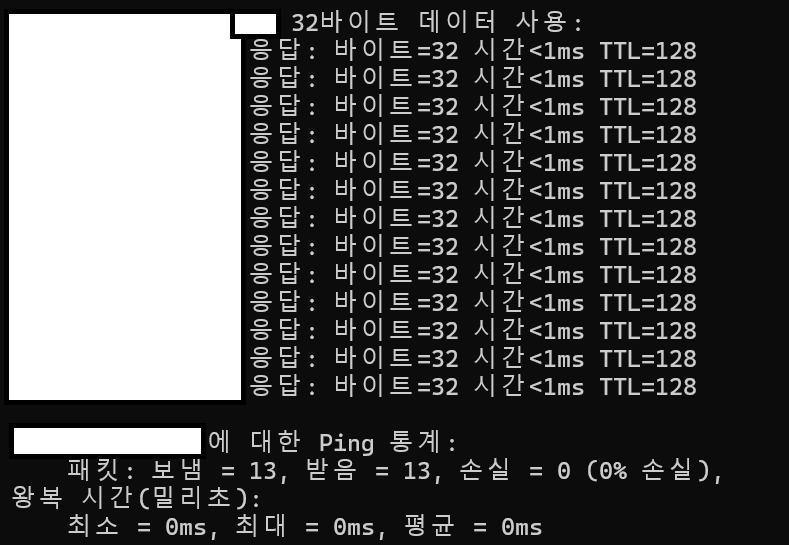 32바이트 데이터 사용:
응답: 바이트=32 시간<1ms TTL=128
응답: 바이트=32 시간<1ms TTL=128
응답: 바이트=32 시간<1ms TTL=128
응답: 바이트=32 시간<1ms TTL=128
응답: 바이트=32 시간<1ms TTL=128
응답: 바이트=32 시간<1ms TTL=128
응답: 바이트=32 시간<1ms TTL=128
응답: 바이트=32 시간<1ms TTL=128
응답: 바이트=32 시간<1ms TTL=128
응답: 바이트=32 시간<1ms TTL=128
응답: 바이트=32 시간<1ms TTL=128
응답: 바이트=32 시간<1ms TTL=128
응답: 바이트=32 시간<1ms TTL=128
에 대한 Ping 통계:
패킷: 보냄 = 13, 받음 = 13, 손실 = 0 (0% 손실),
왕복 시간(밀리초):
최소 = 0ms, 최대 = 0ms, 평균 = 0ms